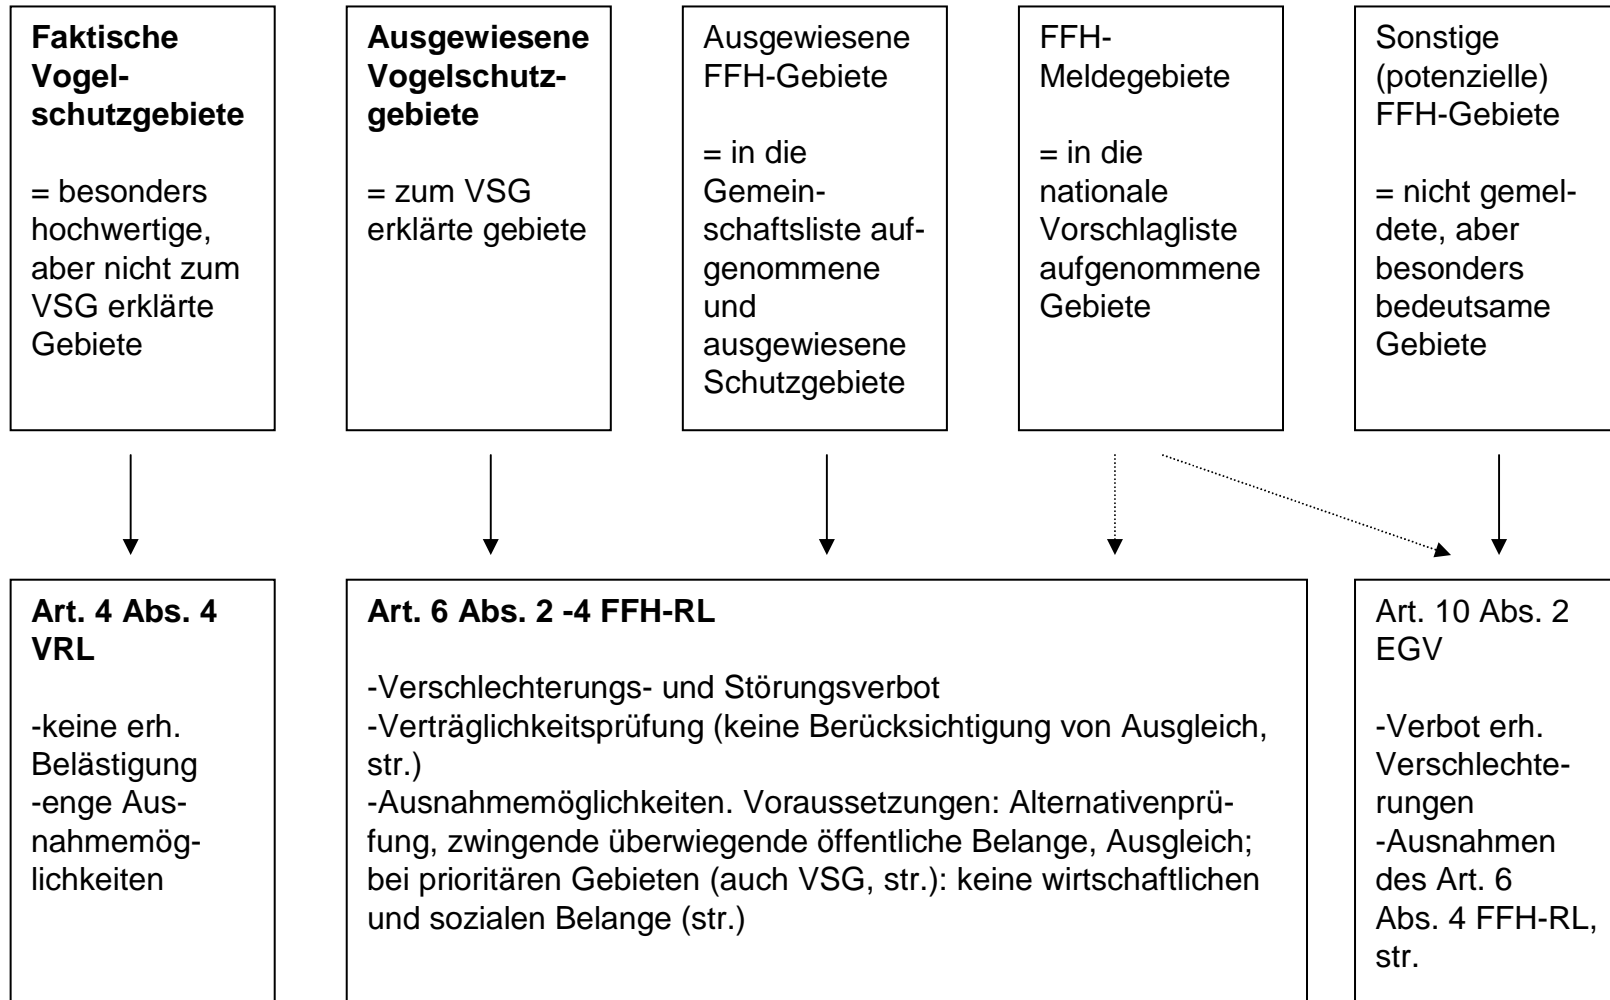 Faktische
Vogel-
schutzgebiete
= besonders
hochwertige,
aber nicht zum
VSG erklärte
Gebiete
Ausgewiesene
Vogelschutz-
gebiete
= zum VSG
erklärte gebiete
Ausgewiesene
FFH-Gebiete
= in die
Gemein-
schaftsliste auf-
genommene
und
ausgewiesene
Schutzgebiete
FFH-
Meldegebiete
= in die
nationale
Vorschlagliste
aufgenommene
Gebiete
Sonstige
(potenzielle)
FFH-Gebiete
= nicht gemel-
dete, aber
besonders
bedeutsame
Gebiete
Art. 4 Abs. 4
VRL
-keine erh.
Belästigung
-enge Aus-
nahmemög-
lichkeiten
Art. 6 Abs. 2 -4 FFH-RL
-Verschlechterungs- und Störungsverbot
-Verträglichkeitsprüfung (keine Berücksichtigung von Ausgleich,
str.)
-Ausnahmemöglichkeiten. Voraussetzungen: Alternativenprü-
fung, zwingende überwiegende öffentliche Belange, Ausgleich;
bei prioritären Gebieten (auch VSG, str.): keine wirtschaftlichen
und sozialen Belange (str.)
Art. 10 Abs. 2
EGV
-Verbot erh.
Verschlechte-
rungen
-Ausnahmen
des Art. 6
Abs. 4 FFH-RL,
str.